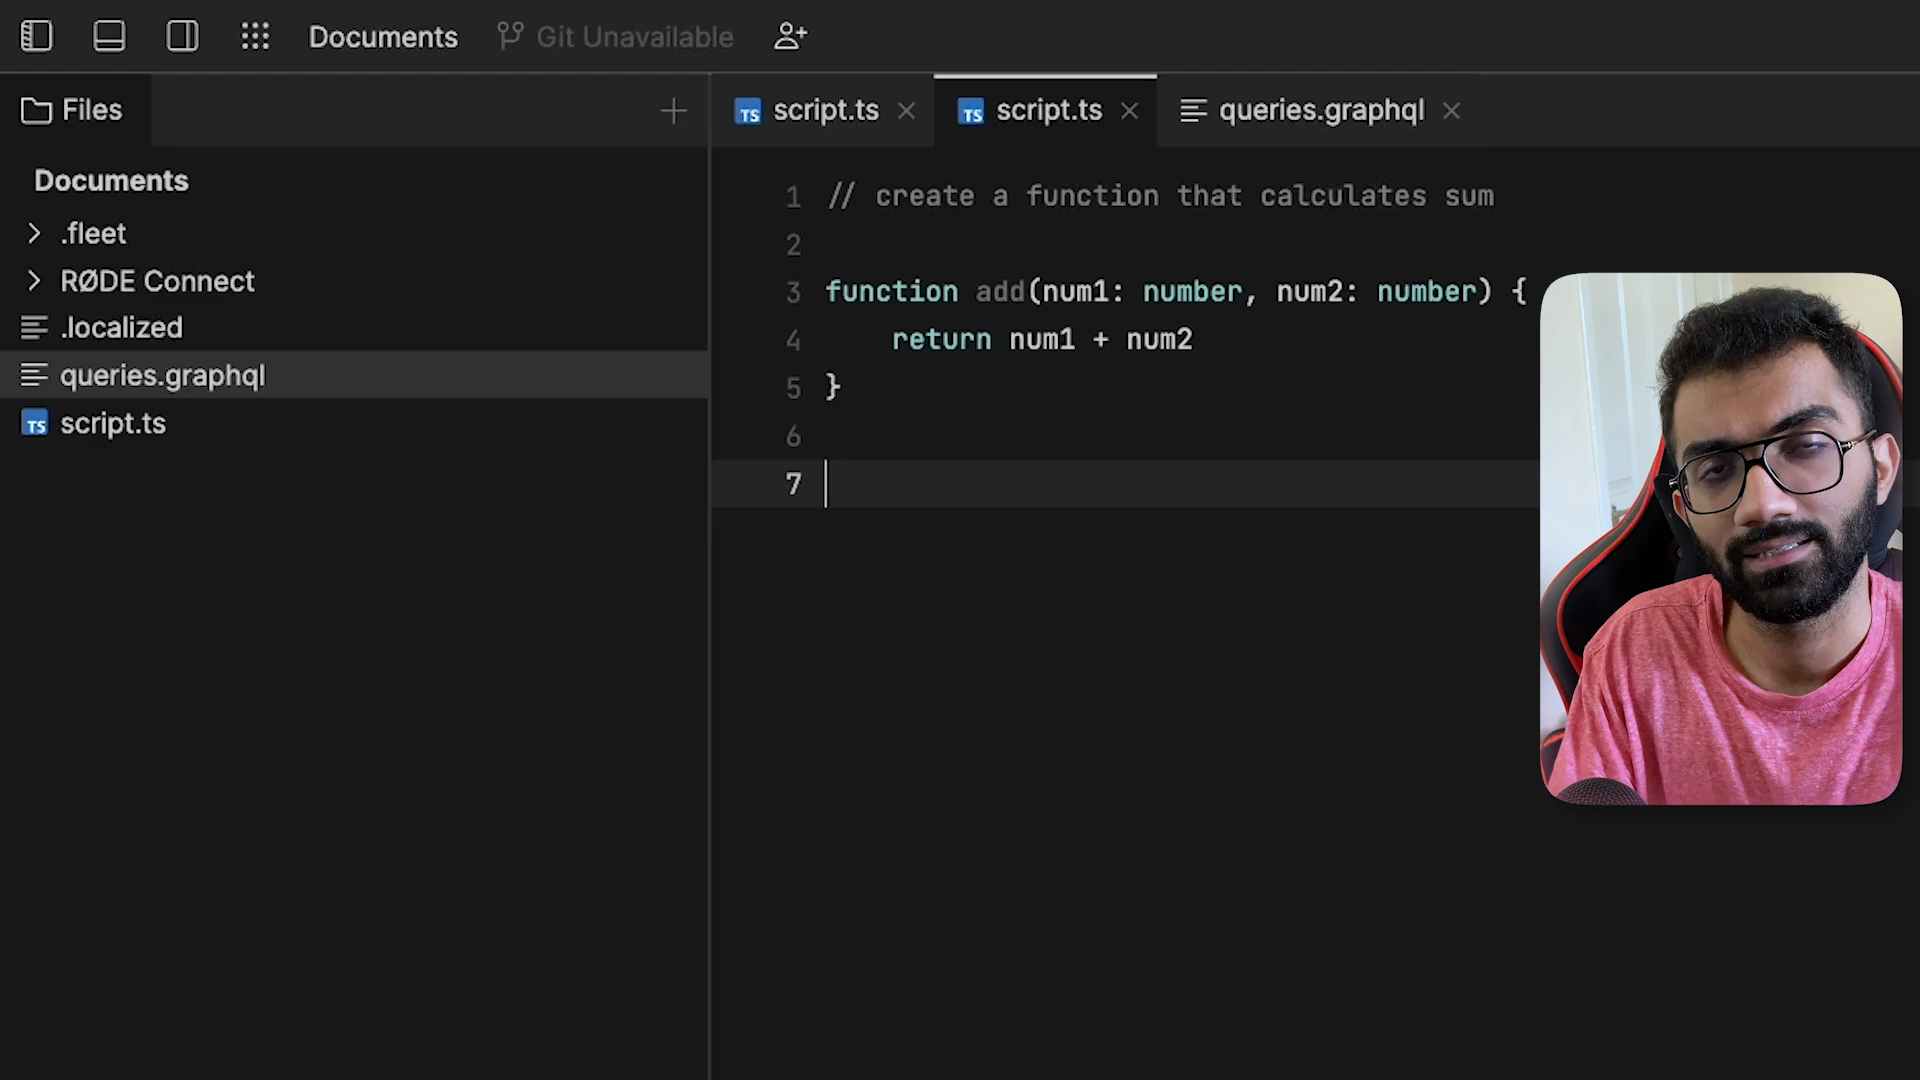 Documents Git Unavailable
Files
script.ts script.ts queries.graphql
Documents
.fleet
RØDE Connect
.localized
queries.graphql
TS script.ts
1 // create a function that calculates sum
2
3 function add(num1: number, num2: number) {
4 return num1 + num2
5 }
6
7